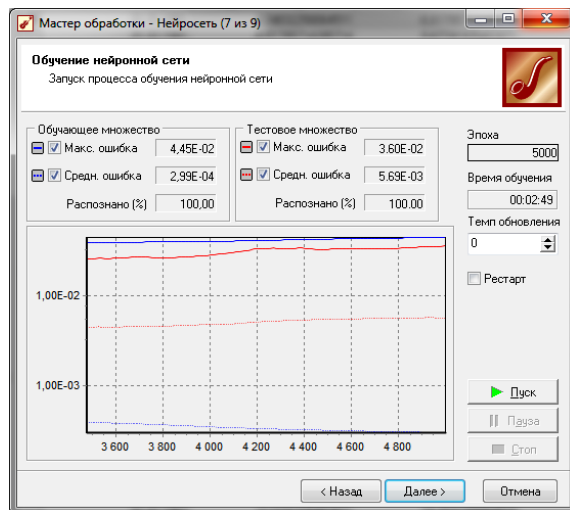 Мастер обработки - Нейросеть (7 из 9)
Обучение нейронной сети
Запуск процесса обучения нейронной сети
Обучающее множество
Макс. ошибка 4,45E-02
Средн. ошибка 2,99E-04
Распознано (%) 100,00
Тестовое множество
Макс. ошибка 3.60E-02
Средн. ошибка 5.69E-03
Распознано (%) 100.00
Эпоха
5000
Время обучения
00:02:49
Темп обновления
0
Рестарт
1,00E-02
1,00E-03
3 600 3 800 4 000 4 200 4 400 4 600 4 800
Пуск
Пауза
Стоп
< Назад Далее > Отмена